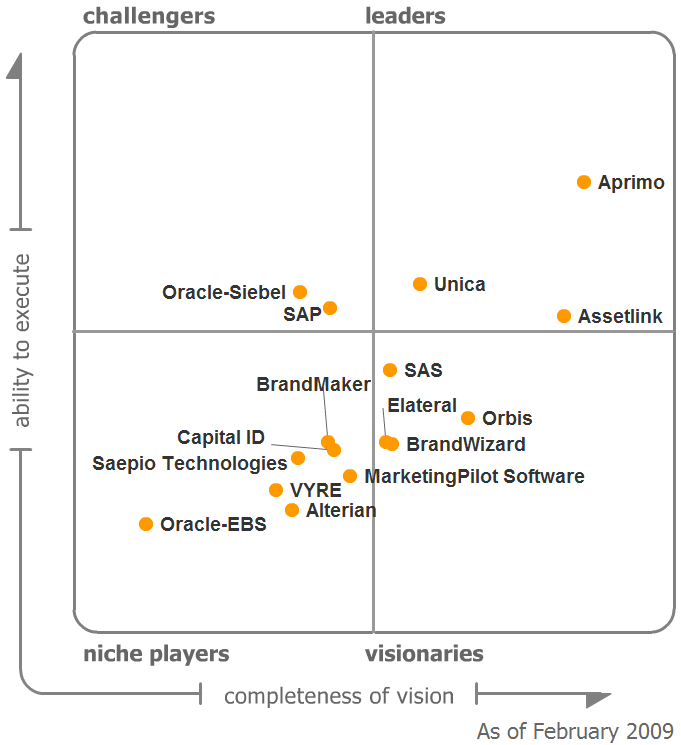 challengers
leaders
Aprimo
Oracle-Siebel
Unica
SAP
Assetlink
ability to execute
SAS
BrandMaker
Elateral
Orbis
Capital ID
BrandWizard
Saepio Technologies
MarketingPilot Software
VYRE
Alterian
Oracle-EBS
niche players
visionaries
completeness of vision
As of February 2009